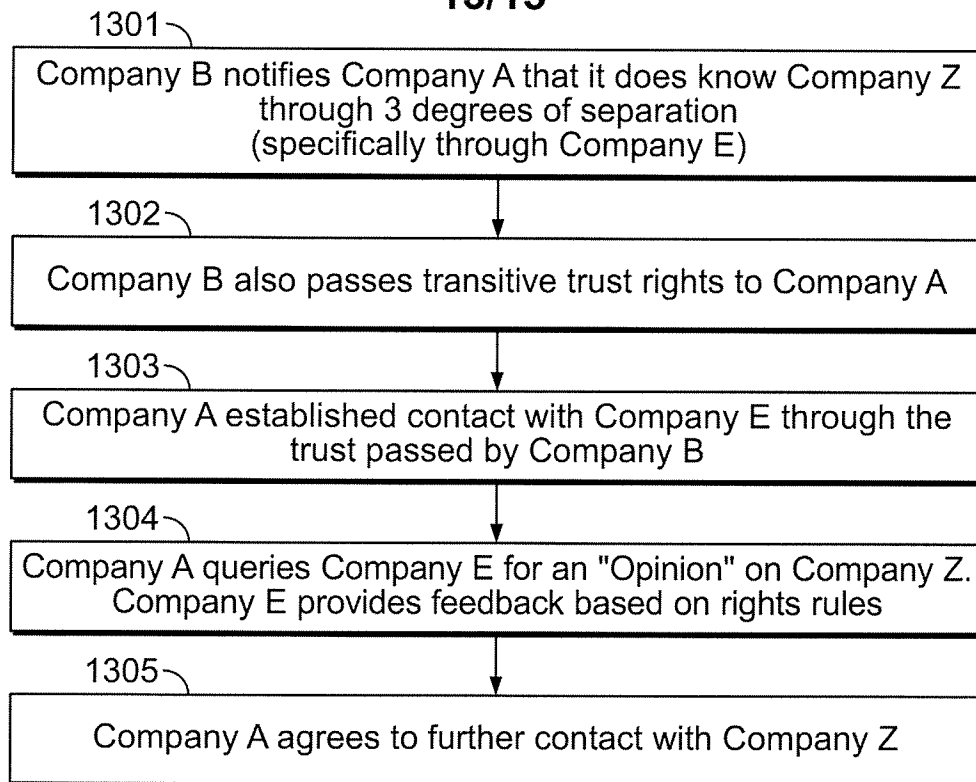 13/15
1301
Company B notifies Company A that it does know Company Z
through 3 degrees of separation
(specifically through Company E)
1302
Company B also passes transitive trust rights to Company A
1303
Company A established contact with Company E through the
trust passed by Company B
1304
Company A queries Company E for an "Opinion" on Company Z.
Company E provides feedback based on rights rules
1305
Company A agrees to further contact with Company Z